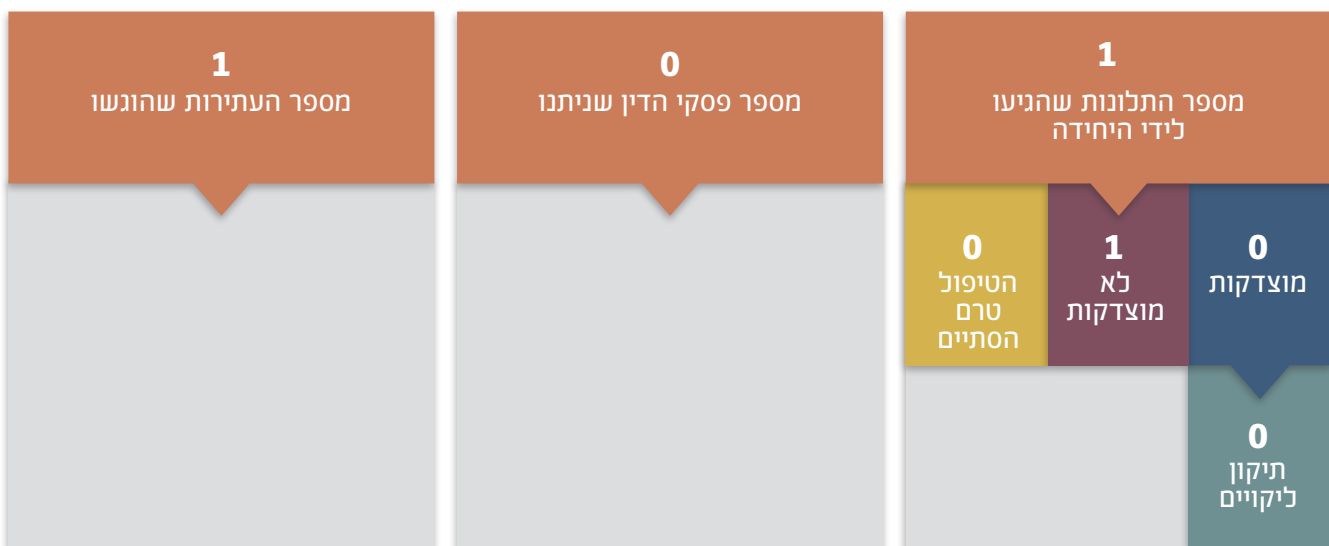 1
מספר התלונות שהגיעו
לידי היחידה
0
מוצדקות
1
לא
מוצדקות
0
הטיפול
טרם
הסתיים
0
תיקון
ליקויים
0
מספר פסקי הדין שניתנו
1
מספר העתירות שהוגשו